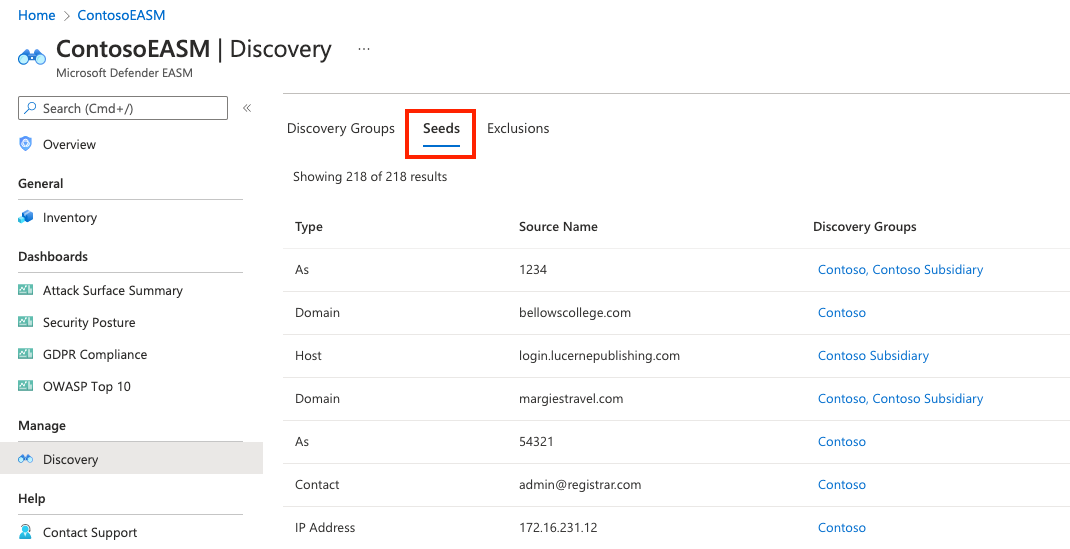 Home > ContosoEASM
ContosoEASM | Discovery ...
Microsoft Defender EASM
Search (Cmd+/) «
Overview
General
Inventory
Dashboards
Attack Surface Summary
Security Posture
GDPR Compliance
OWASP Top 10
Manage
Discovery
Help
Contact Support
Discovery Groups Seeds Exclusions
Showing 218 of 218 results
Type Source Name Discovery Groups
As 1234 Contoso, Contoso Subsidiary
Domain bellowscollege.com Contoso
Host login.lucernepublishing.com Contoso Subsidiary
Domain margiestravel.com Contoso, Contoso Subsidiary
As 54321 Contoso
Contact admin@registrar.com Contoso
IP Address 172.16.231.12 Contoso